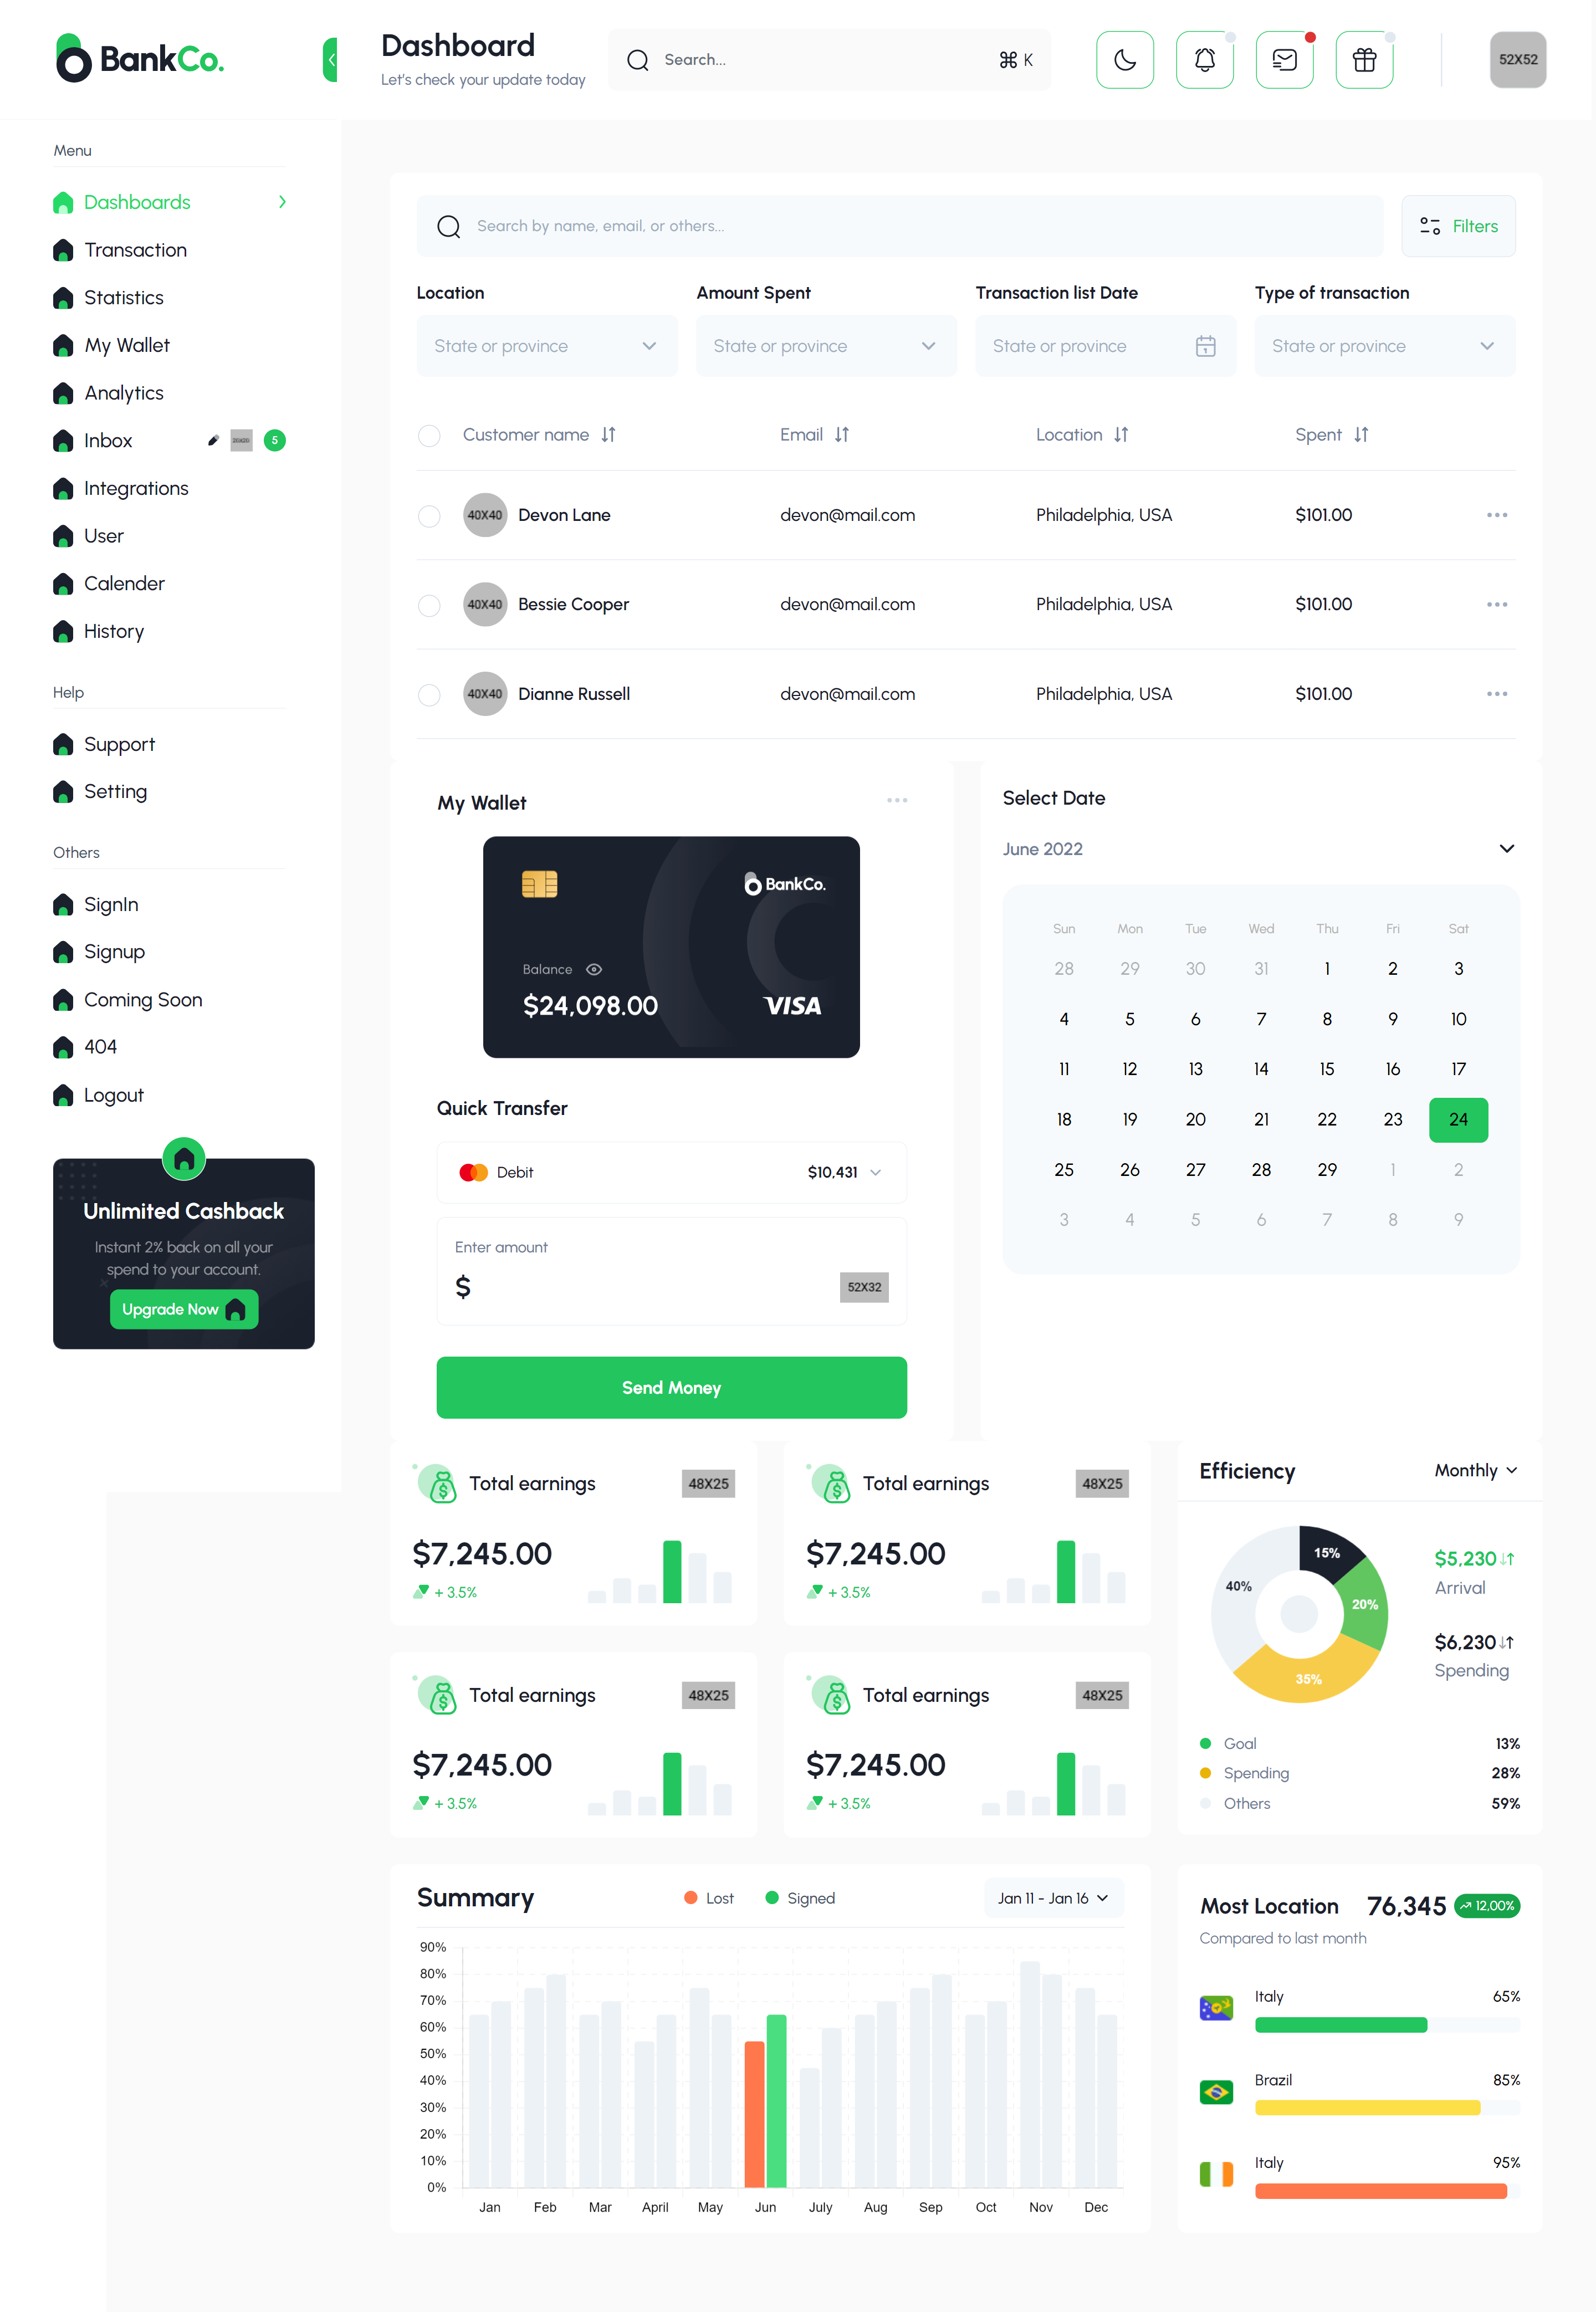 BankCo.
Dashboard
Let's check your update today
Search...
⌘ K
52X52
Menu
Dashboards
Transaction
Statistics
My Wallet
Analytics
Inbox
5
Integrations
User
Calender
History
Help
Support
Setting
Others
SignIn
Signup
Coming Soon
404
Logout
Unlimited Cashback
Instant 2% back on all your
spend to your account.
Upgrade Now
Search by name, email, or others...
Filters
Location Amount Spent Transaction list Date Type of transaction
State or province State or province State or province State or province
Customer name Email Location Spent
40X40 Devon Lane devon@mail.com Philadelphia, USA $101.00
40X40 Bessie Cooper devon@mail.com Philadelphia, USA $101.00
40X40 Dianne Russell devon@mail.com Philadelphia, USA $101.00
My Wallet
BankCo.
Balance
$24,098.00
VISA
Quick Transfer
Debit $10,431
Enter amount
$
52X32
Send Money
Select Date
June 2022
Sun Mon Tue Wed Thu Fri Sat
28 29 30 31 1 2 3
4 5 6 7 8 9 10
11 12 13 14 15 16 17
18 19 20 21 22 23 24
25 26 27 28 29 1 2
3 4 5 6 7 8 9
Total earnings 48X25
$7,245.00
+ 3.5%
Total earnings 48X25
$7,245.00
+ 3.5%
Total earnings 48X25
$7,245.00
+ 3.5%
Total earnings 48X25
$7,245.00
+ 3.5%
Efficiency Monthly
15%
20%
35%
40%
$5,230
Arrival
$6,230
Spending
Goal 13%
Spending 28%
Others 59%
Summary
Lost
Signed
Jan 11 - Jan 16
90%
80%
70%
60%
50%
40%
30%
20%
10%
0%
Jan Feb Mar April May Jun July Aug Sep Oct Nov Dec
Most Location 76,345 12,00%
Compared to last month
Italy 65%
Brazil 85%
Italy 95%